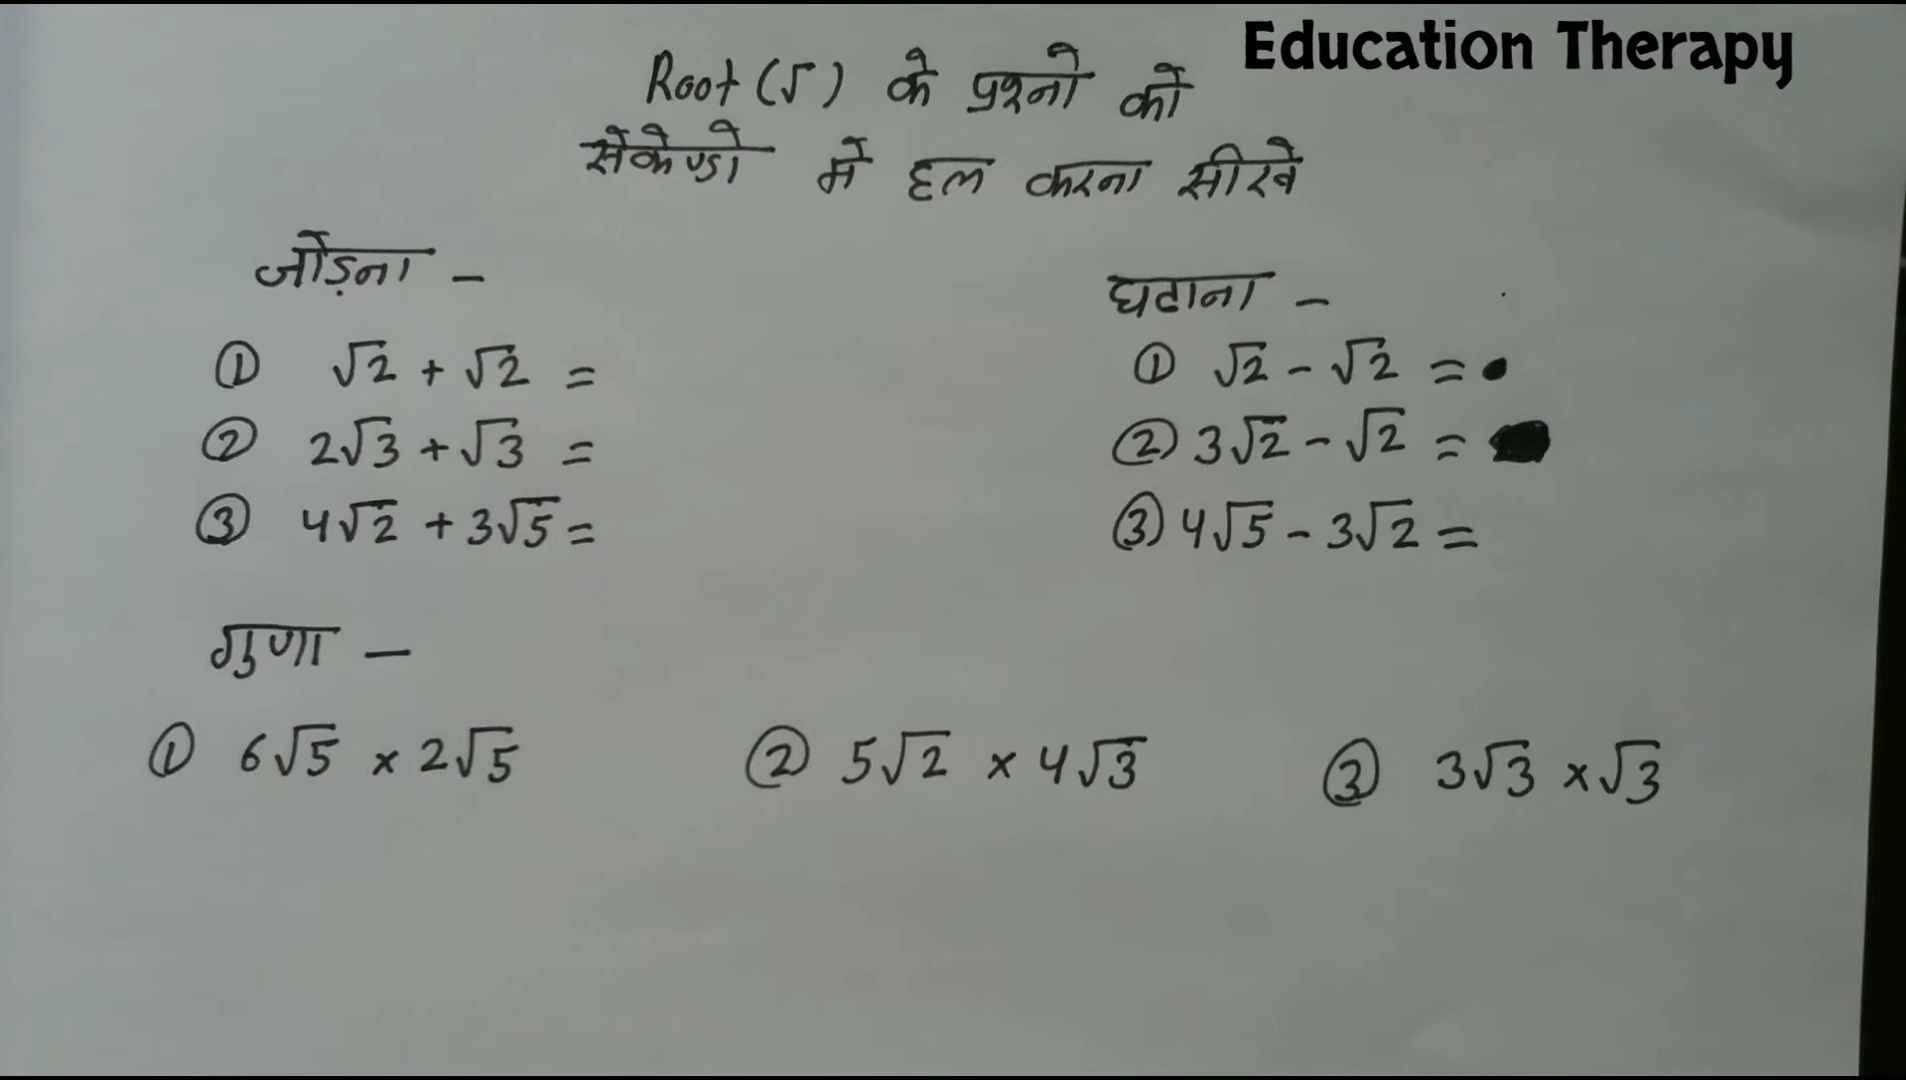 Education Therapy
Root (√) के प्रश्नो को
सेकेण्डो में हल करना सीखे
जोड़ना -
① √2 + √2 =
② 2√3 + √3 =
③ 4√2 + 3√5 =
घटाना -
① √2 - √2 =
② 3√2 - √2 =
③ 4√5 - 3√2 =
गुणा -
① 6√5 × 2√5
② 5√2 × 4√3
③ 3√3 × √3